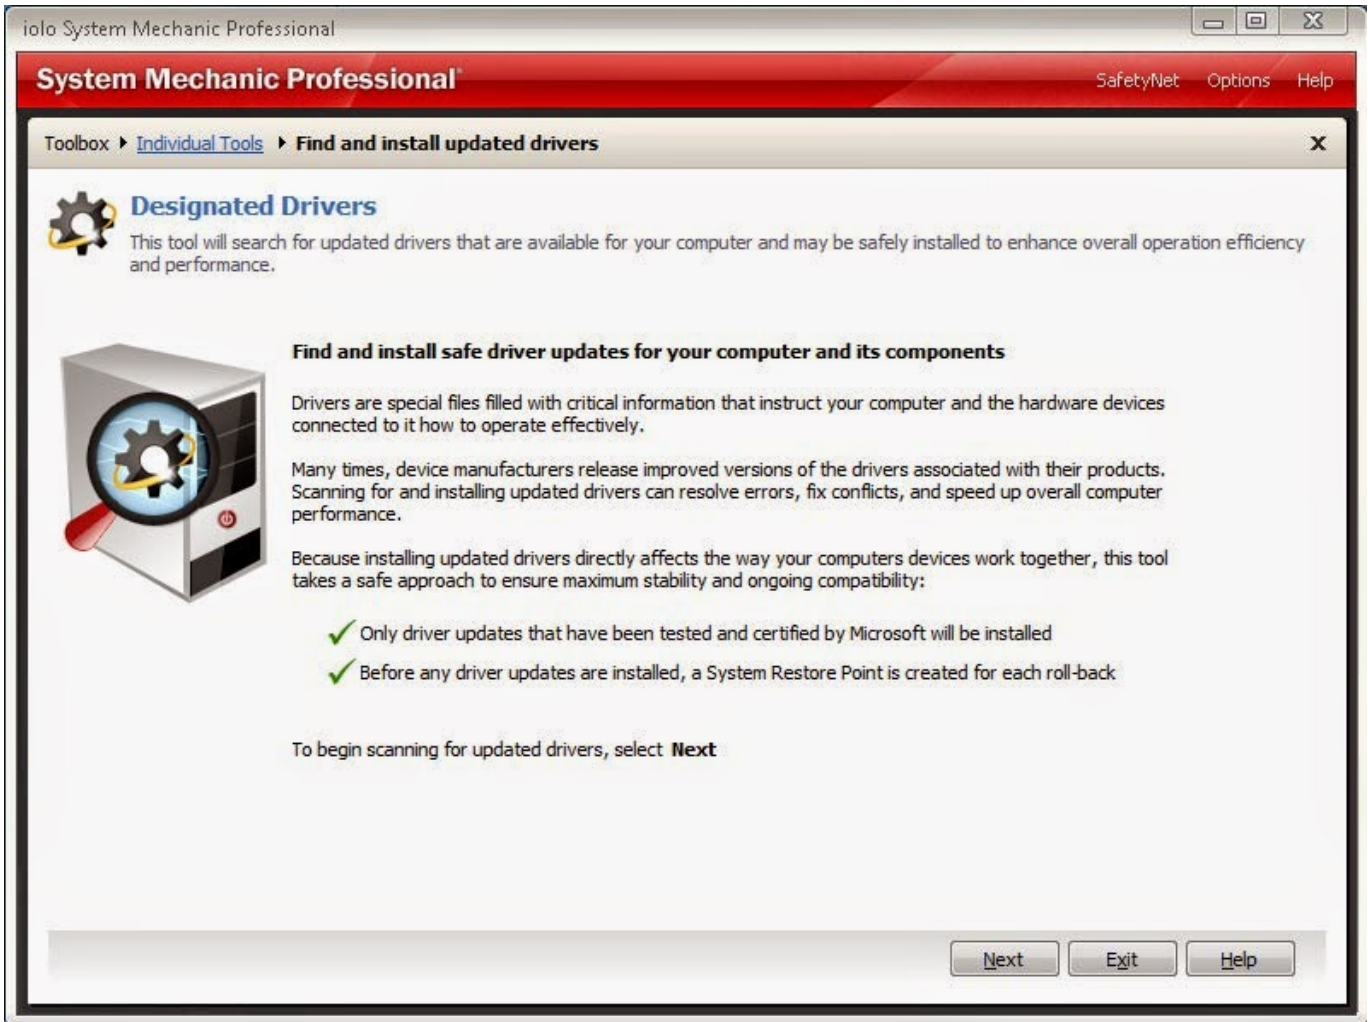 iolo System Mechanic Professional
System Mechanic Professional®
SafetyNet Options Help
Toolbox Individual Tools Find and install updated drivers x
Designated Drivers
This tool will search for updated drivers that are available for your computer and may be safely installed to enhance overall operation efficiency
and performance.
Find and install safe driver updates for your computer and its components
Drivers are special files filled with critical information that instruct your computer and the hardware devices
connected to it how to operate effectively.
Many times, device manufacturers release improved versions of the drivers associated with their products.
Scanning for and installing updated drivers can resolve errors, fix conflicts, and speed up overall computer
performance.
Because installing updated drivers directly affects the way your computers devices work together, this tool
takes a safe approach to ensure maximum stability and ongoing compatibility:
Only driver updates that have been tested and certified by Microsoft will be installed
Before any driver updates are installed, a System Restore Point is created for each roll-back
To begin scanning for updated drivers, select Next
Next Exit Help